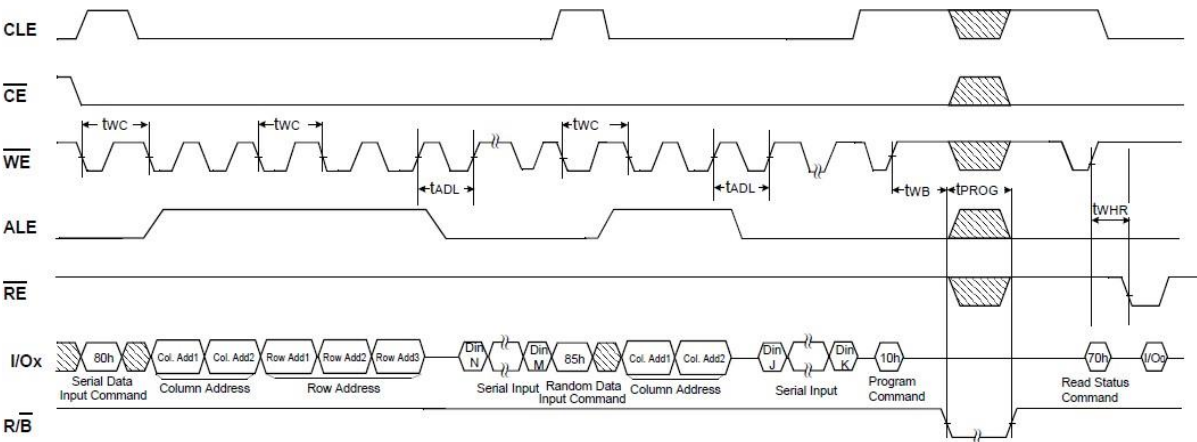 CLE
CE
tWC tWC tWC
WE
tADL tADL tWB tPROG
tWHR
ALE
RE
I/Ox 80h Col. Add1 Col. Add2 Row Add1 Row Add2 Row Add3 Din N Din M 85h Col. Add1 Col. Add2 Din J Din K 10h 70h I/O0
Serial Data Input Command
Column Address
Row Address
Serial Input
Random Data Input Command
Column Address
Serial Input
Program Command
Read Status Command
R/B